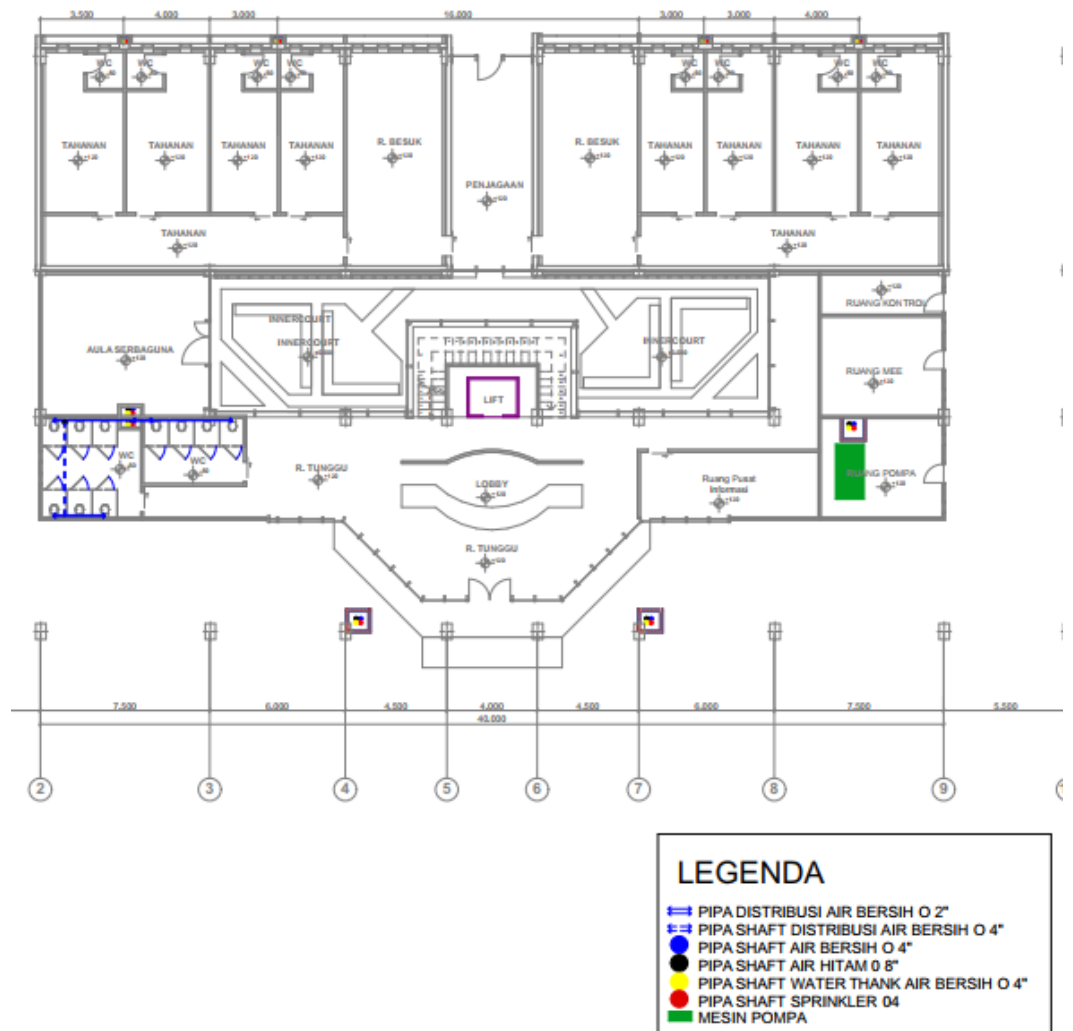 3.500 4.000 3.000 16.000 3.000 3.000 4.000
WC WC WC WC
TAHANAN TAHANAN TAHANAN TAHANAN R. BESUK R. BESUK TAHANAN TAHANAN TAHANAN TAHANAN
PENJAGAAN
TAHANAN TAHANAN
RUANG KONTROL
INNERCOURT
INNERCOURT INNERCOURT
AULA SERBAGUNA
RUANG MEE
LIFT
WC WC
R. TUNGGU
LOBBY
Ruang Pusat
Informasi
RUANG POMPA
R. TUNGGU
7.500 6.000 4.500 4.000 4.500 6.000 7.500 5.500
40.000
2 3 4 5 6 7 8 9
LEGENDA
PIPA DISTRIBUSI AIR BERSIH O 2"
PIPA SHAFT DISTRIBUSI AIR BERSIH O 4"
PIPA SHAFT AIR BERSIH O 4"
PIPA SHAFT AIR HITAM 0 8"
PIPA SHAFT WATER THANK AIR BERSIH O 4"
PIPA SHAFT SPRINKLER 04
MESIN POMPA